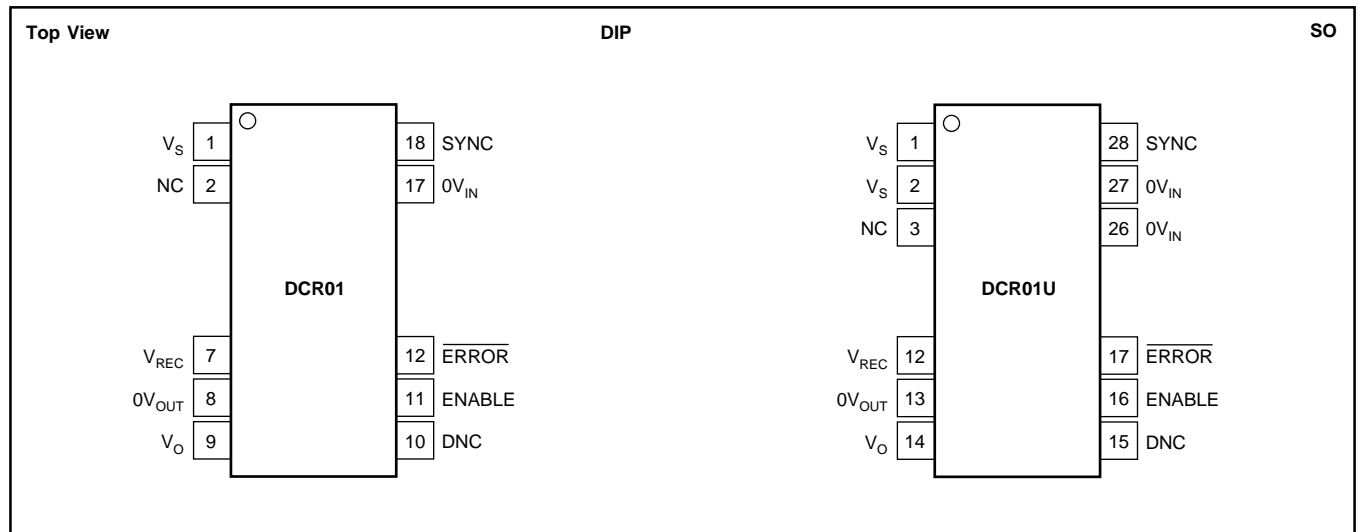 Top View DIP SO
V_S 1 18 SYNC
NC 2 17 0V_IN
DCR01
V_REC 7 12 ERROR
0V_OUT 8 11 ENABLE
V_O 9 10 DNC
V_S 1 28 SYNC
V_S 2 27 0V_IN
NC 3 26 0V_IN
DCR01U
V_REC 12 17 ERROR
0V_OUT 13 16 ENABLE
V_O 14 15 DNC